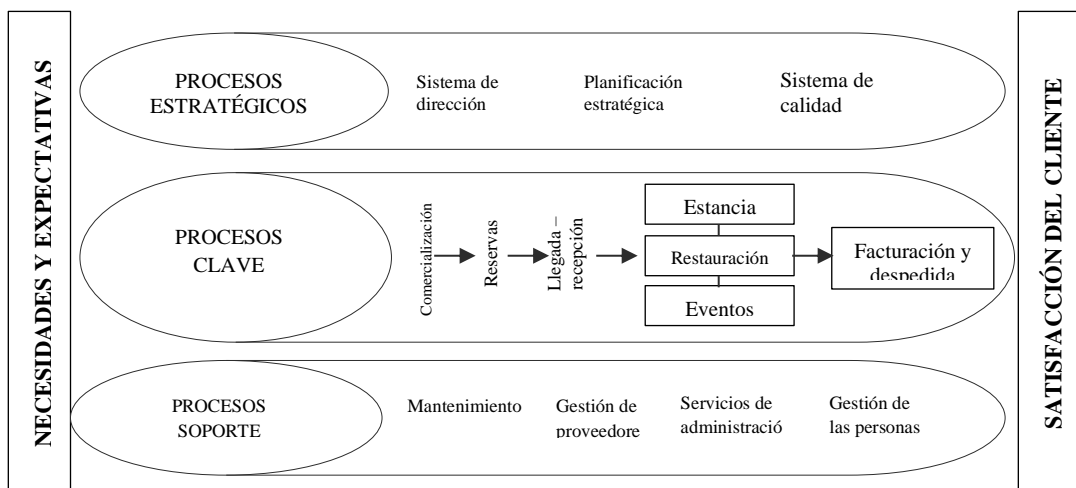 NECESIDADES Y EXPECTATIVAS
PROCESOS
ESTRATÉGICOS
Sistema de
dirección
Planificación
estratégica
Sistema de
calidad
PROCESOS
CLAVE
Comercialización
Reservas
Llegada –
recepción
Estancia
Restauración
Eventos
Facturación y
despedida
PROCESOS
SOPORTE
Mantenimiento
Gestión de
proveedore
Servicios de
administració
Gestión de
las personas
SATISFACCIÓN DEL CLIENTE